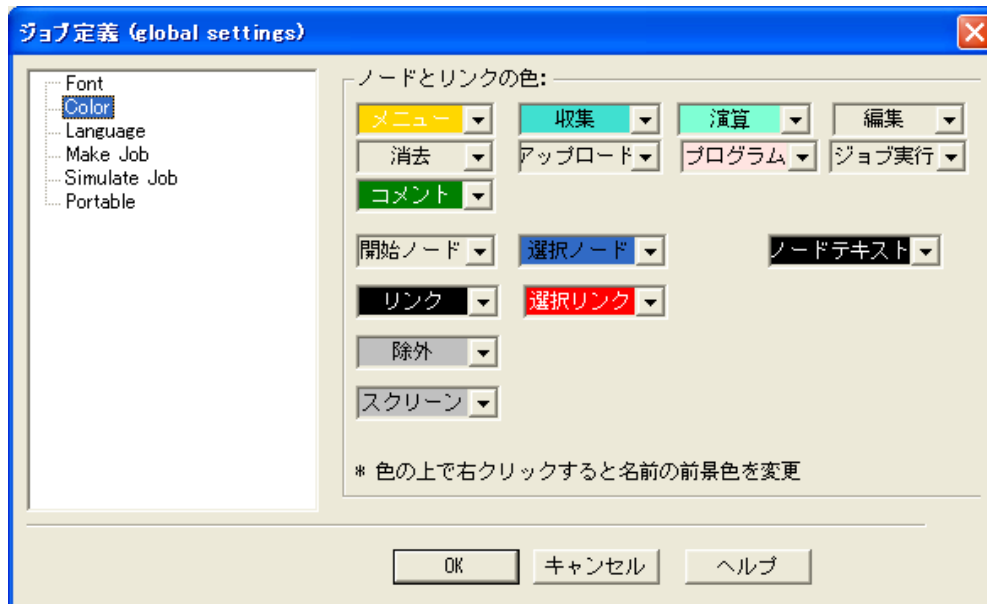 ジョブ定義 (global settings)
Font
Color
Language
Make Job
Simulate Job
Portable
ノードとリンクの色:
メニュー 収集 演算 編集
消去 アップロード プログラム ジョブ実行
コメント
開始ノード 選択ノード ノードテキスト
リンク 選択リンク
除外
スクリーン
* 色の上で右クリックすると名前の前景色を変更
OK キャンセル ヘルプ